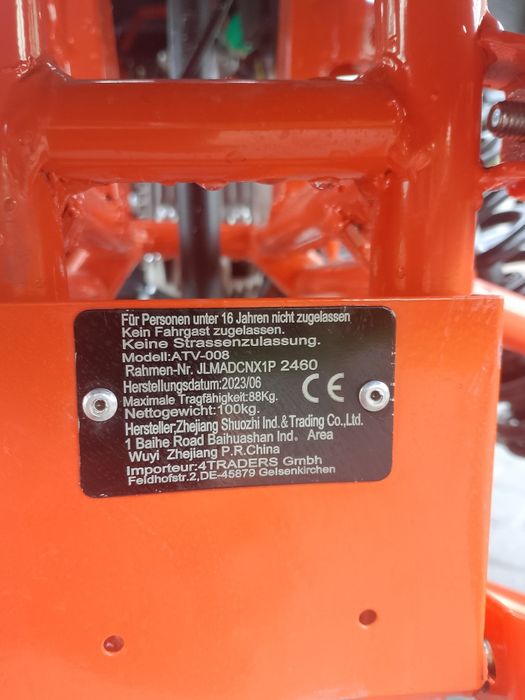 Für Personen unter 16 Jahren nicht zugelassen
Kein Fahrgast zugelassen.
Keine Strassenzulassung.
Modell:ATV-008
Rahmen-Nr. JLMADCNX1P 2460
Herstellungsdatum:2023/06
Maximale Tragfähigkeit:88Kg.
Nettogewicht:100kg.
CE
Hersteller:Zhejiang Shuozhi Ind.&Trading Co.,Ltd.
1 Baihe Road Baihuashan Ind. Area
Wuyi Zhejiang P.R.China
Importeur:4TRADERS Gmbh
Feldhofstr.2,DE-45879 Gelsenkirchen